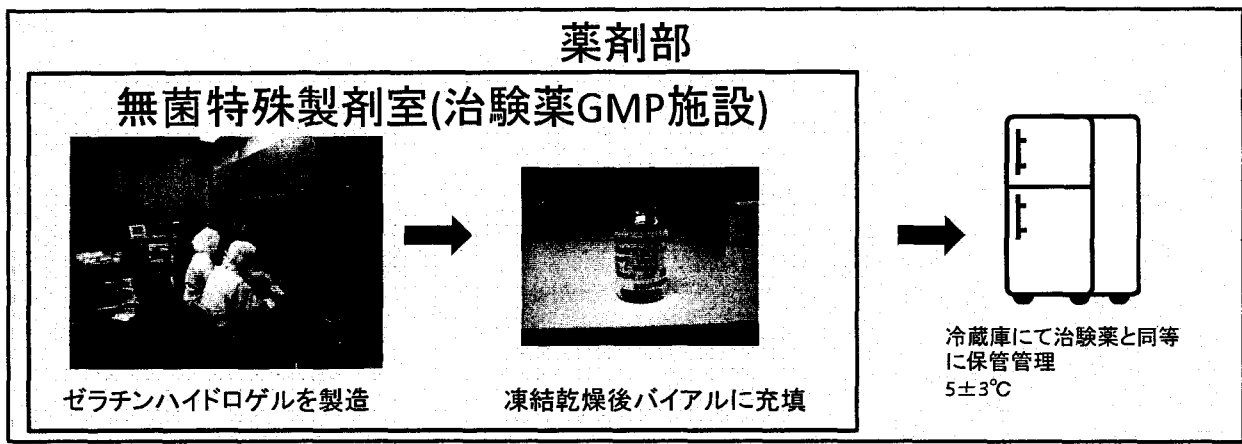 薬剤部
無菌特殊製剤室(治験薬GMP施設)
ゼラチンハイドロゲルを製造
凍結乾燥後バイアルに充填
冷蔵庫にて治験薬と同等
に保管管理
5±3℃